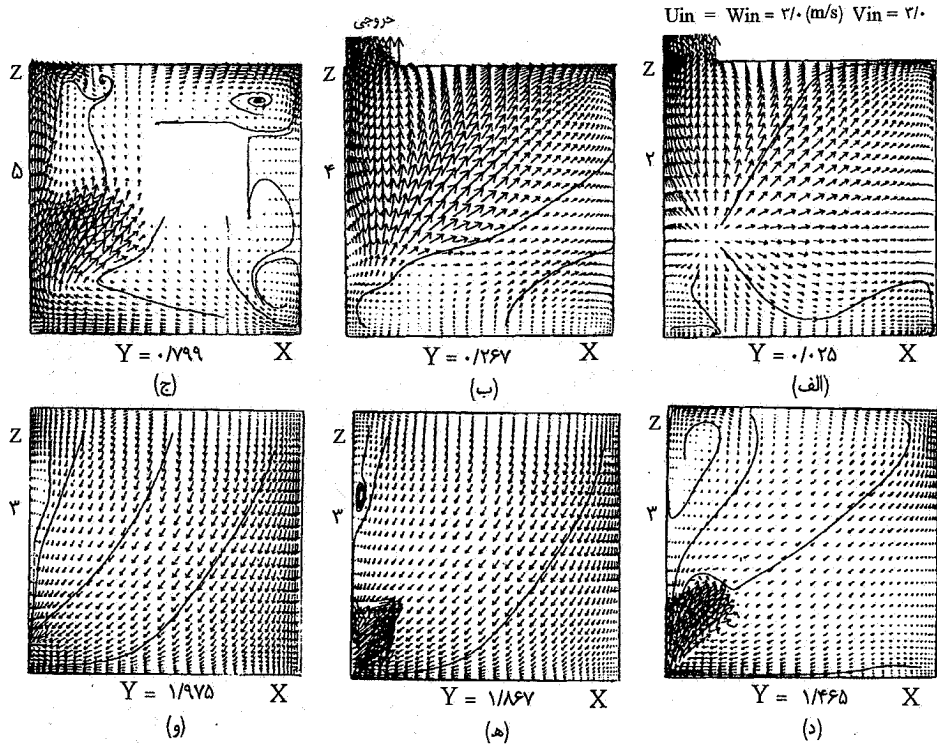 Uin = Win = ۳/۰ (m/s) Vin = ۳/۰
خروجی
Z
۲
Y = ۰/۰۲۵ X
(الف)
Z
۴
Y = ۰/۲۶۷ X
(ب)
Z
۵
Y = ۰/۷۹۹ X
(ج)
Z
۳
Y = ۱/۴۶۵ X
(د)
Z
۳
Y = ۱/۸۶۷ X
(ه)
Z
۳
Y = ۱/۹۷۵ X
(و)